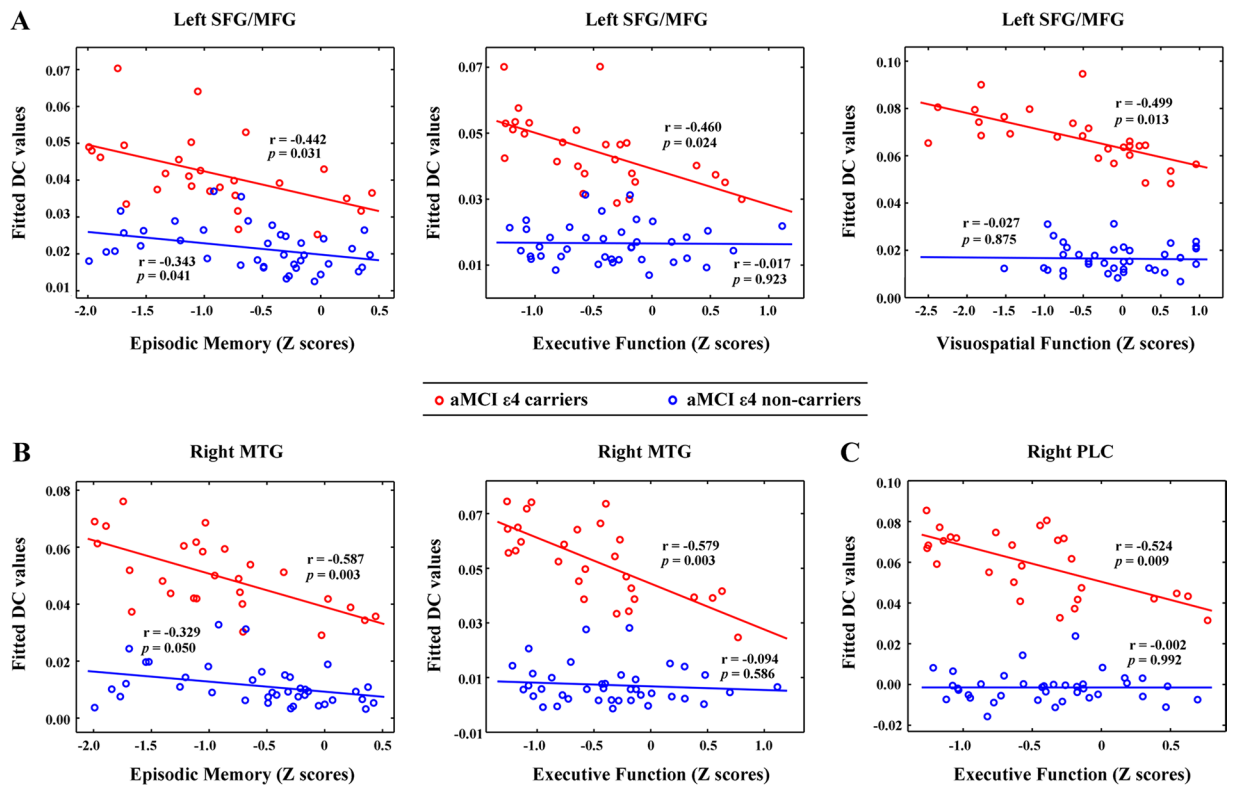 A
Left SFG/MFG
Left SFG/MFG
Left SFG/MFG
Fitted DC values
0.07
0.06
0.05
0.04
0.03
0.02
0.01
r = -0.442
p = 0.031
r = -0.343
p = 0.041
-2.0 -1.5 -1.0 -0.5 0 0.5
Episodic Memory (Z scores)
Fitted DC values
0.07
0.05
0.03
0.01
r = -0.460
p = 0.024
r = -0.017
p = 0.923
-1.0 -0.5 0 0.5 1.0
Executive Function (Z scores)
Fitted DC values
0.10
0.08
0.06
0.04
0.02
0.00
r = -0.499
p = 0.013
r = -0.027
p = 0.875
-2.5 -2.0 -1.5 -1.0 -0.5 0 0.5 1.0
Visuospatial Function (Z scores)
aMCI ε4 carriers
aMCI ε4 non-carriers
B
Right MTG
Right MTG
C
Right PLC
Fitted DC values
0.08
0.06
0.04
0.02
0.00
r = -0.587
p = 0.003
r = -0.329
p = 0.050
-2.0 -1.5 -1.0 -0.5 0 0.5
Episodic Memory (Z scores)
Fitted DC values
0.07
0.05
0.03
0.01
-0.01
r = -0.579
p = 0.003
r = -0.094
p = 0.586
-1.0 -0.5 0 0.5 1.0
Executive Function (Z scores)
Fitted DC values
0.10
0.08
0.06
0.04
0.02
-0.00
-0.02
r = -0.524
p = 0.009
r = -0.002
p = 0.992
-1.0 -0.5 0 0.5
Executive Function (Z scores)